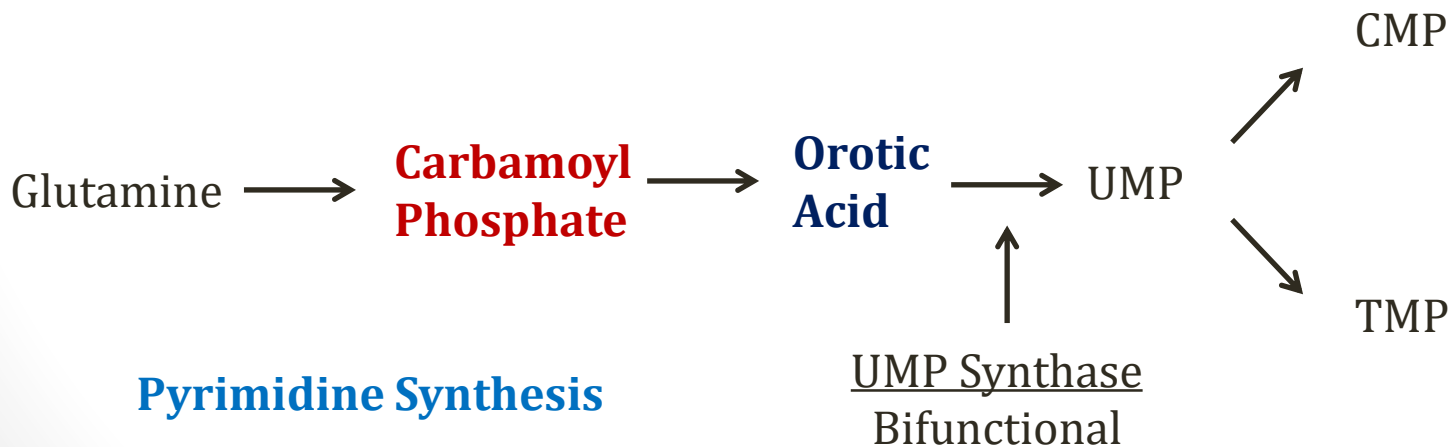 CMP
Glutamine
Carbamoyl
Phosphate
Orotic
Acid
UMP
TMP
UMP Synthase
Bifunctional
Pyrimidine Synthesis